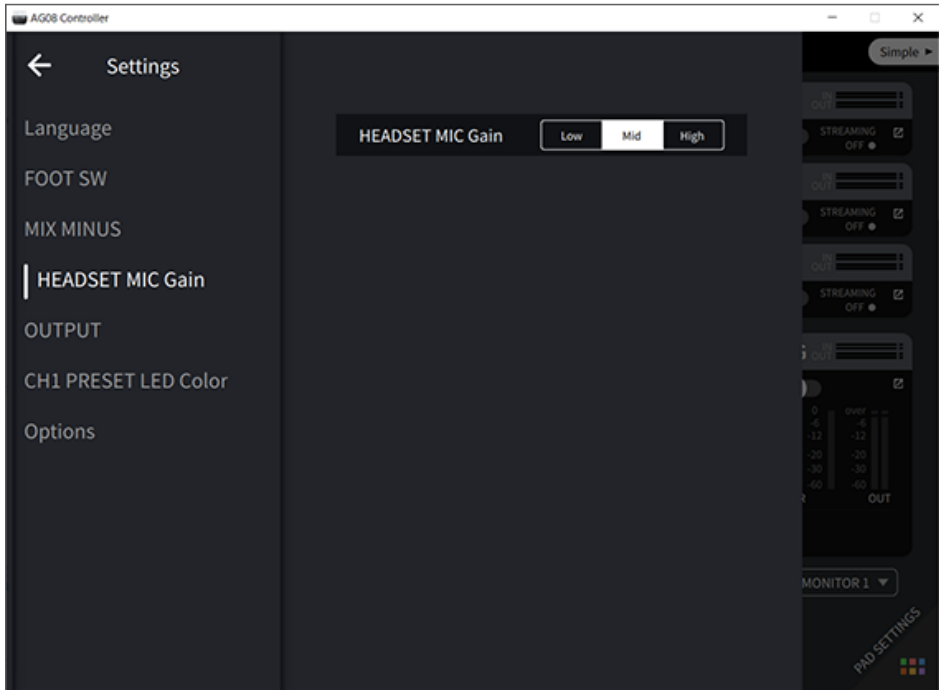 AG08 Controller
Settings
Simple
Language
FOOT SW
MIX MINUS
HEADSET MIC Gain
OUTPUT
CH1 PRESET LED Color
Options
HEADSET MIC Gain Low Mid High
IN
OUT
STREAMING
OFF
IN
OUT
STREAMING
OFF
IN
OUT
STREAMING
OFF
G IN
OUT
0 over
-6 -6
-12 -12
-20 -20
-30 -30
-60 -60
R OUT
MONITOR 1
PAD SETTINGS